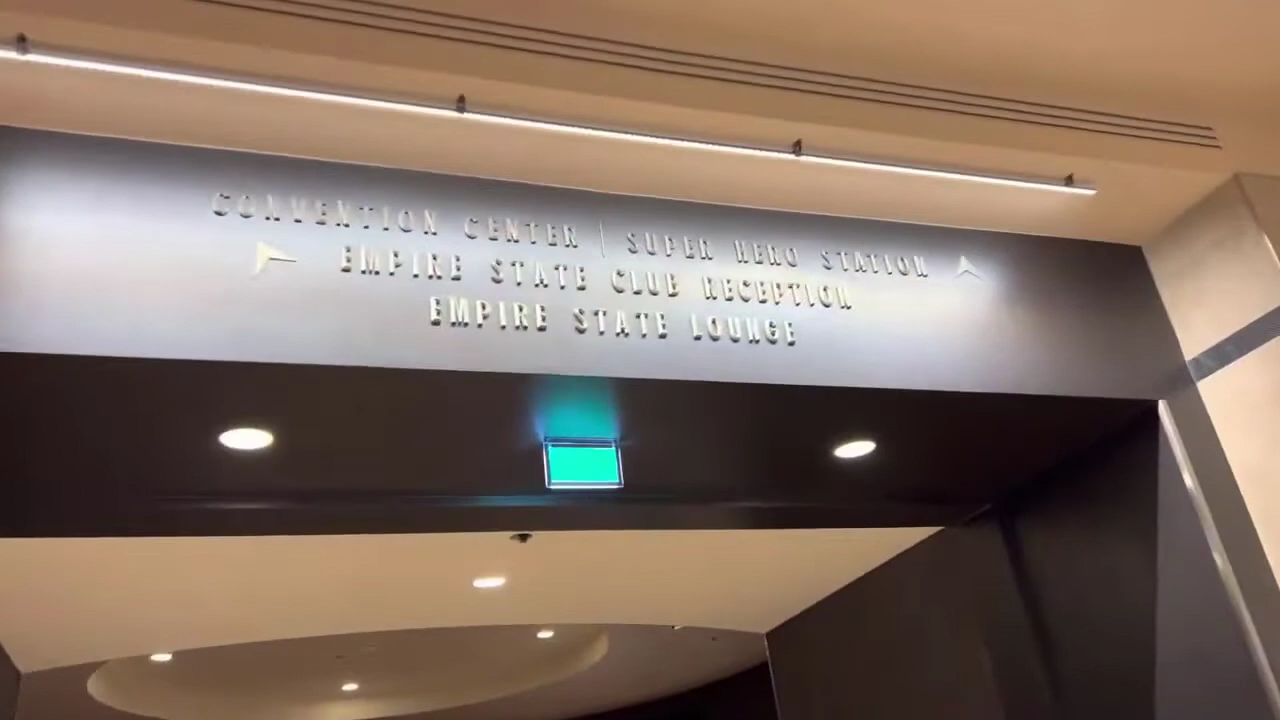 CONVENTION CENTER | SUPER HERO STATION
EMPIRE STATE CLUB RECEPTION
EMPIRE STATE LOUNGE